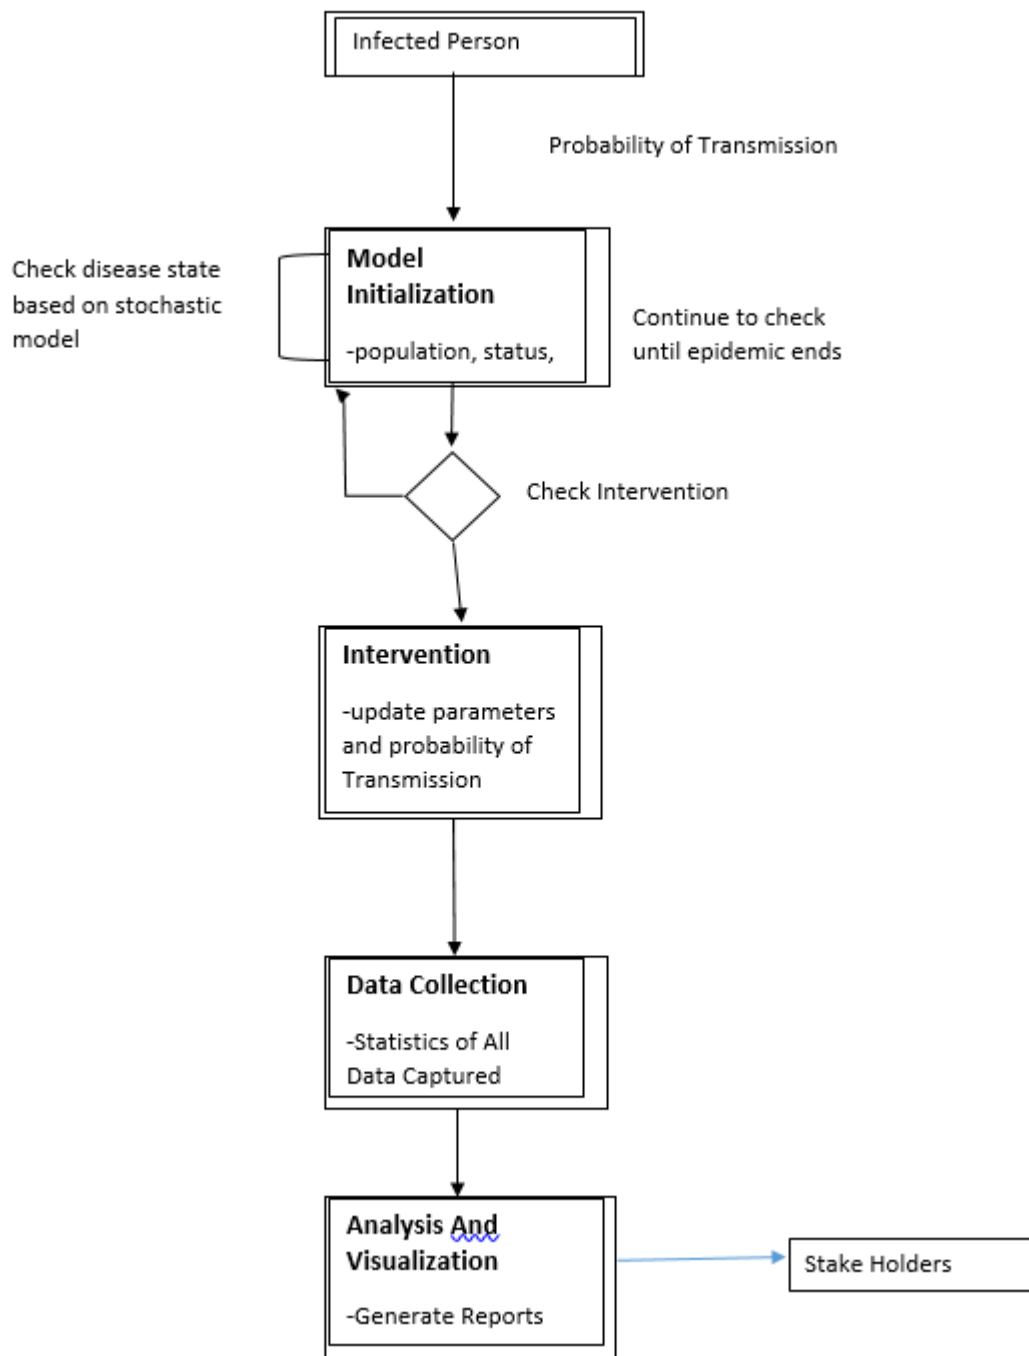 Infected Person
Probability of Transmission
Check disease state
based on stochastic
model
Model
Initialization
-population, status,
Continue to check
until epidemic ends
Check Intervention
Intervention
-update parameters
and probability of
Transmission
Data Collection
-Statistics of All
Data Captured
Analysis And
Visualization
-Generate Reports
Stake Holders